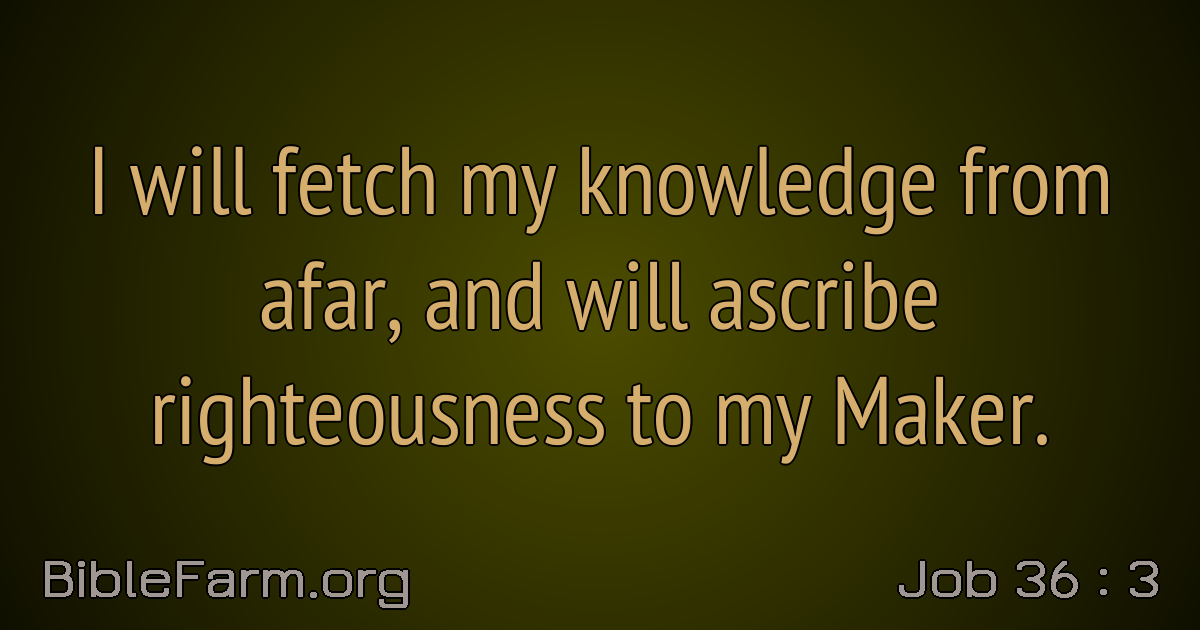 I will fetch my knowledge from
afar, and will ascribe
righteousness to my Maker.
BibleFarm.org
Job 36 : 3